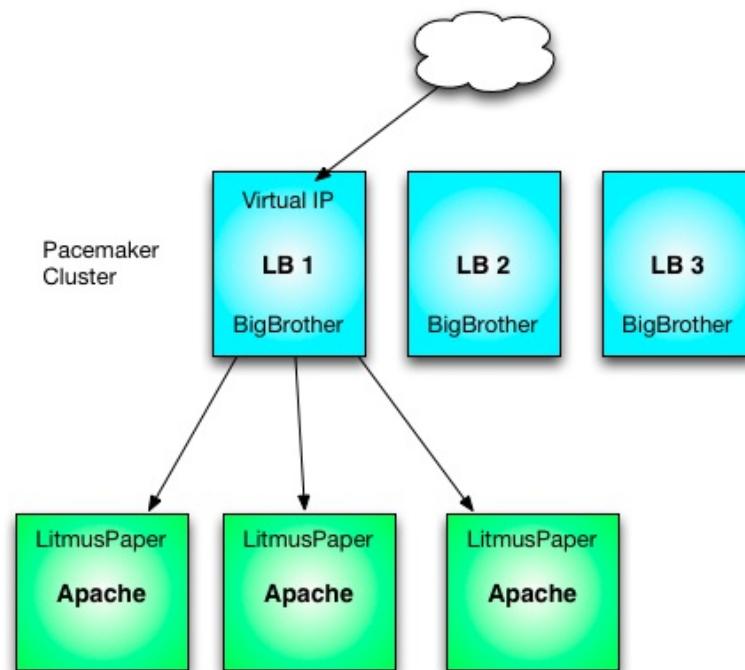 Virtual IP
Pacemaker
Cluster
LB 1
LB 2
LB 3
BigBrother
BigBrother
BigBrother
LitmusPaper
LitmusPaper
LitmusPaper
Apache
Apache
Apache